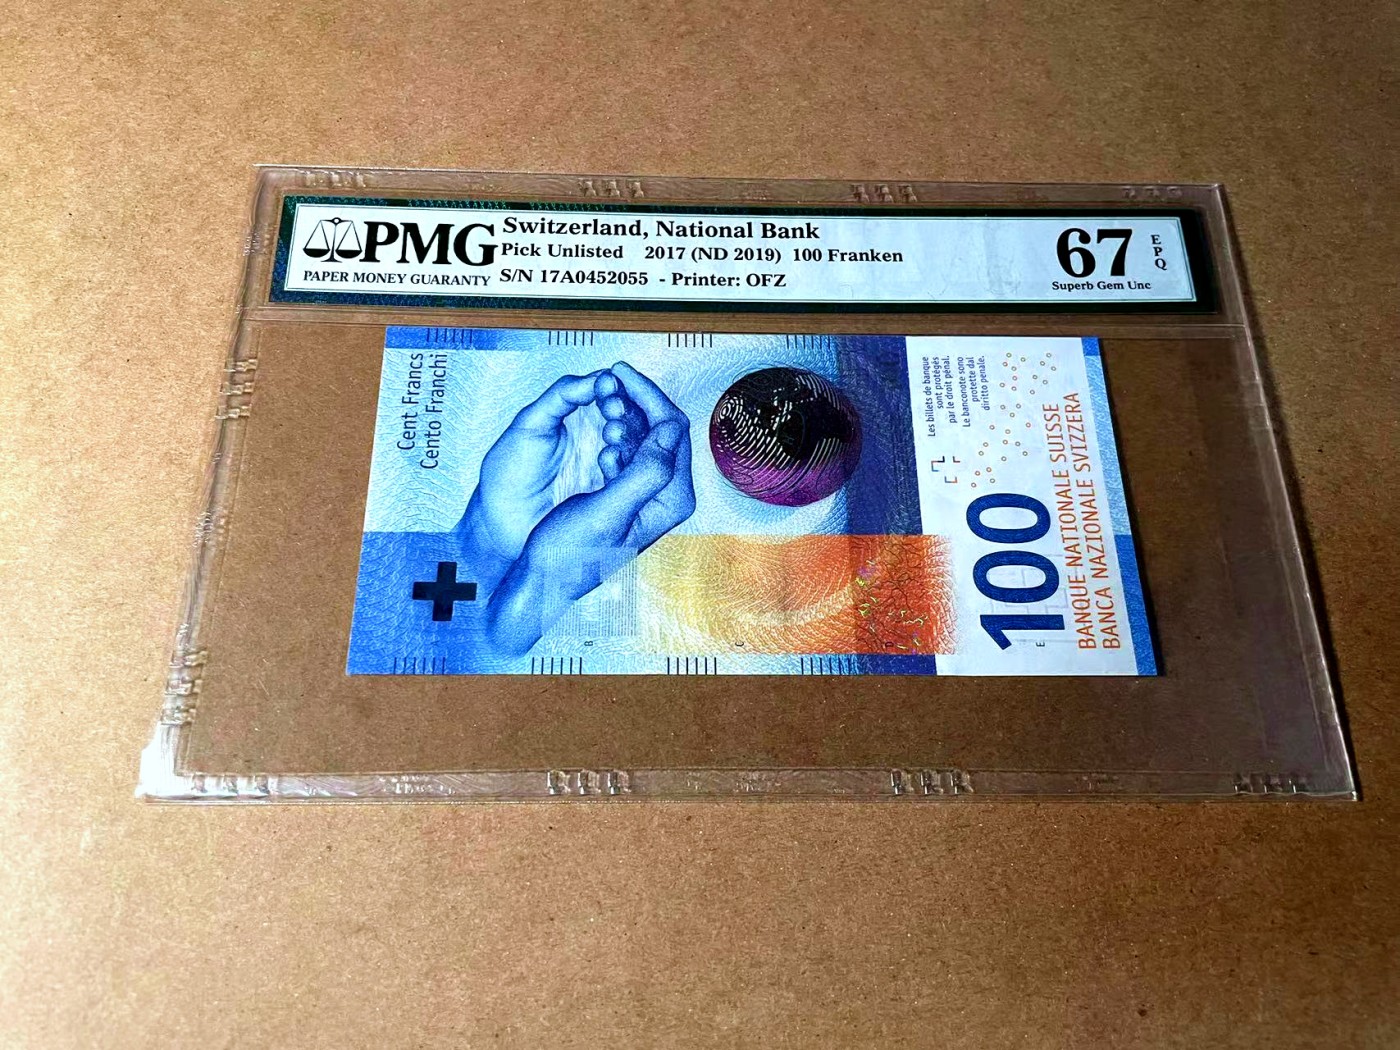 PMG
PAPER MONEY GUARANTY
Switzerland, National Bank
Pick Unlisted 2017 (ND 2019) 100 Franken
S/N 17A0452055 - Printer: OFZ
67
EPQ
Superb Gem Unc
Cent Francs
Cento Franchi
Les billets de banque
sont protégés
par le droit pénal.
Le banconote sono
protette dal
diritto penale.
100
BANQUE NATIONALE SUISSE
BANCA NAZIONALE SVIZZERA
B
C
D
E